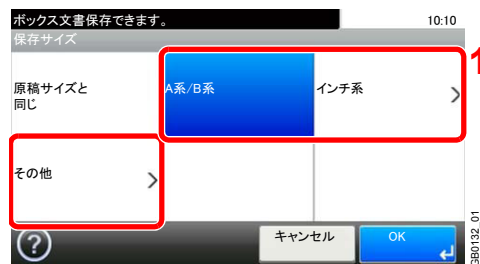 ボックス文書保存できます。
10:10
保存サイズ
原稿サイズと
同じ
A系/B系
インチ系
1
その他
?
キャンセル
OK
GB0132_01